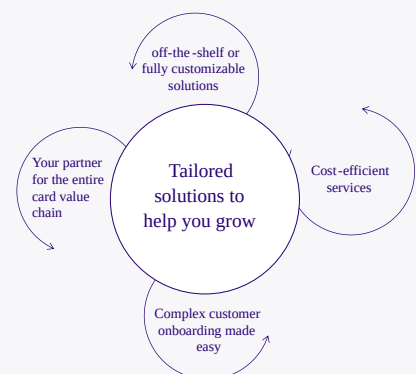 off-the-shelf or
fully customizable
solutions
Your partner
for the entire
card value
chain
Tailored
solutions to
help you grow
Cost-efficient
services
Complex customer
onboarding made
easy